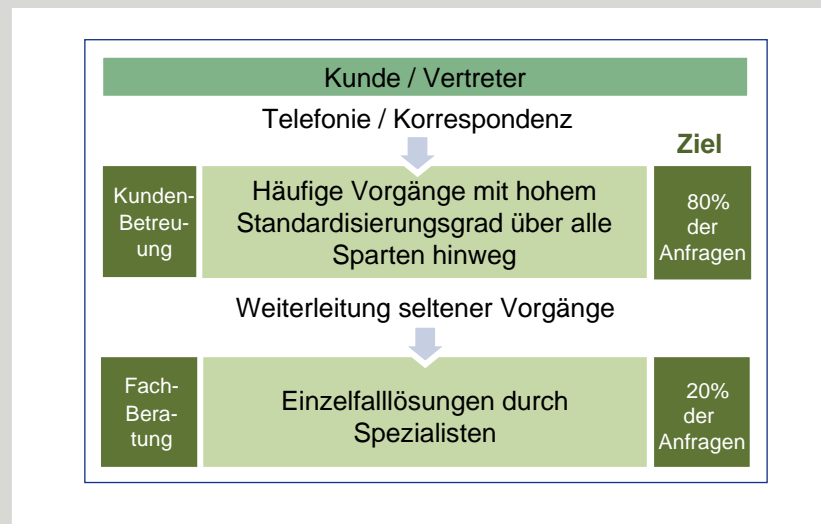 Kunde / Vertreter
Telefonie / Korrespondenz
Ziel
Kunden-
Betreu-
ung
Häufige Vorgänge mit hohem
Standardisierungsgrad über alle
Sparten hinweg
80%
der
Anfragen
Weiterleitung seltener Vorgänge
Fach-
Bera-
tung
Einzelfalllösungen durch
Spezialisten
20%
der
Anfragen